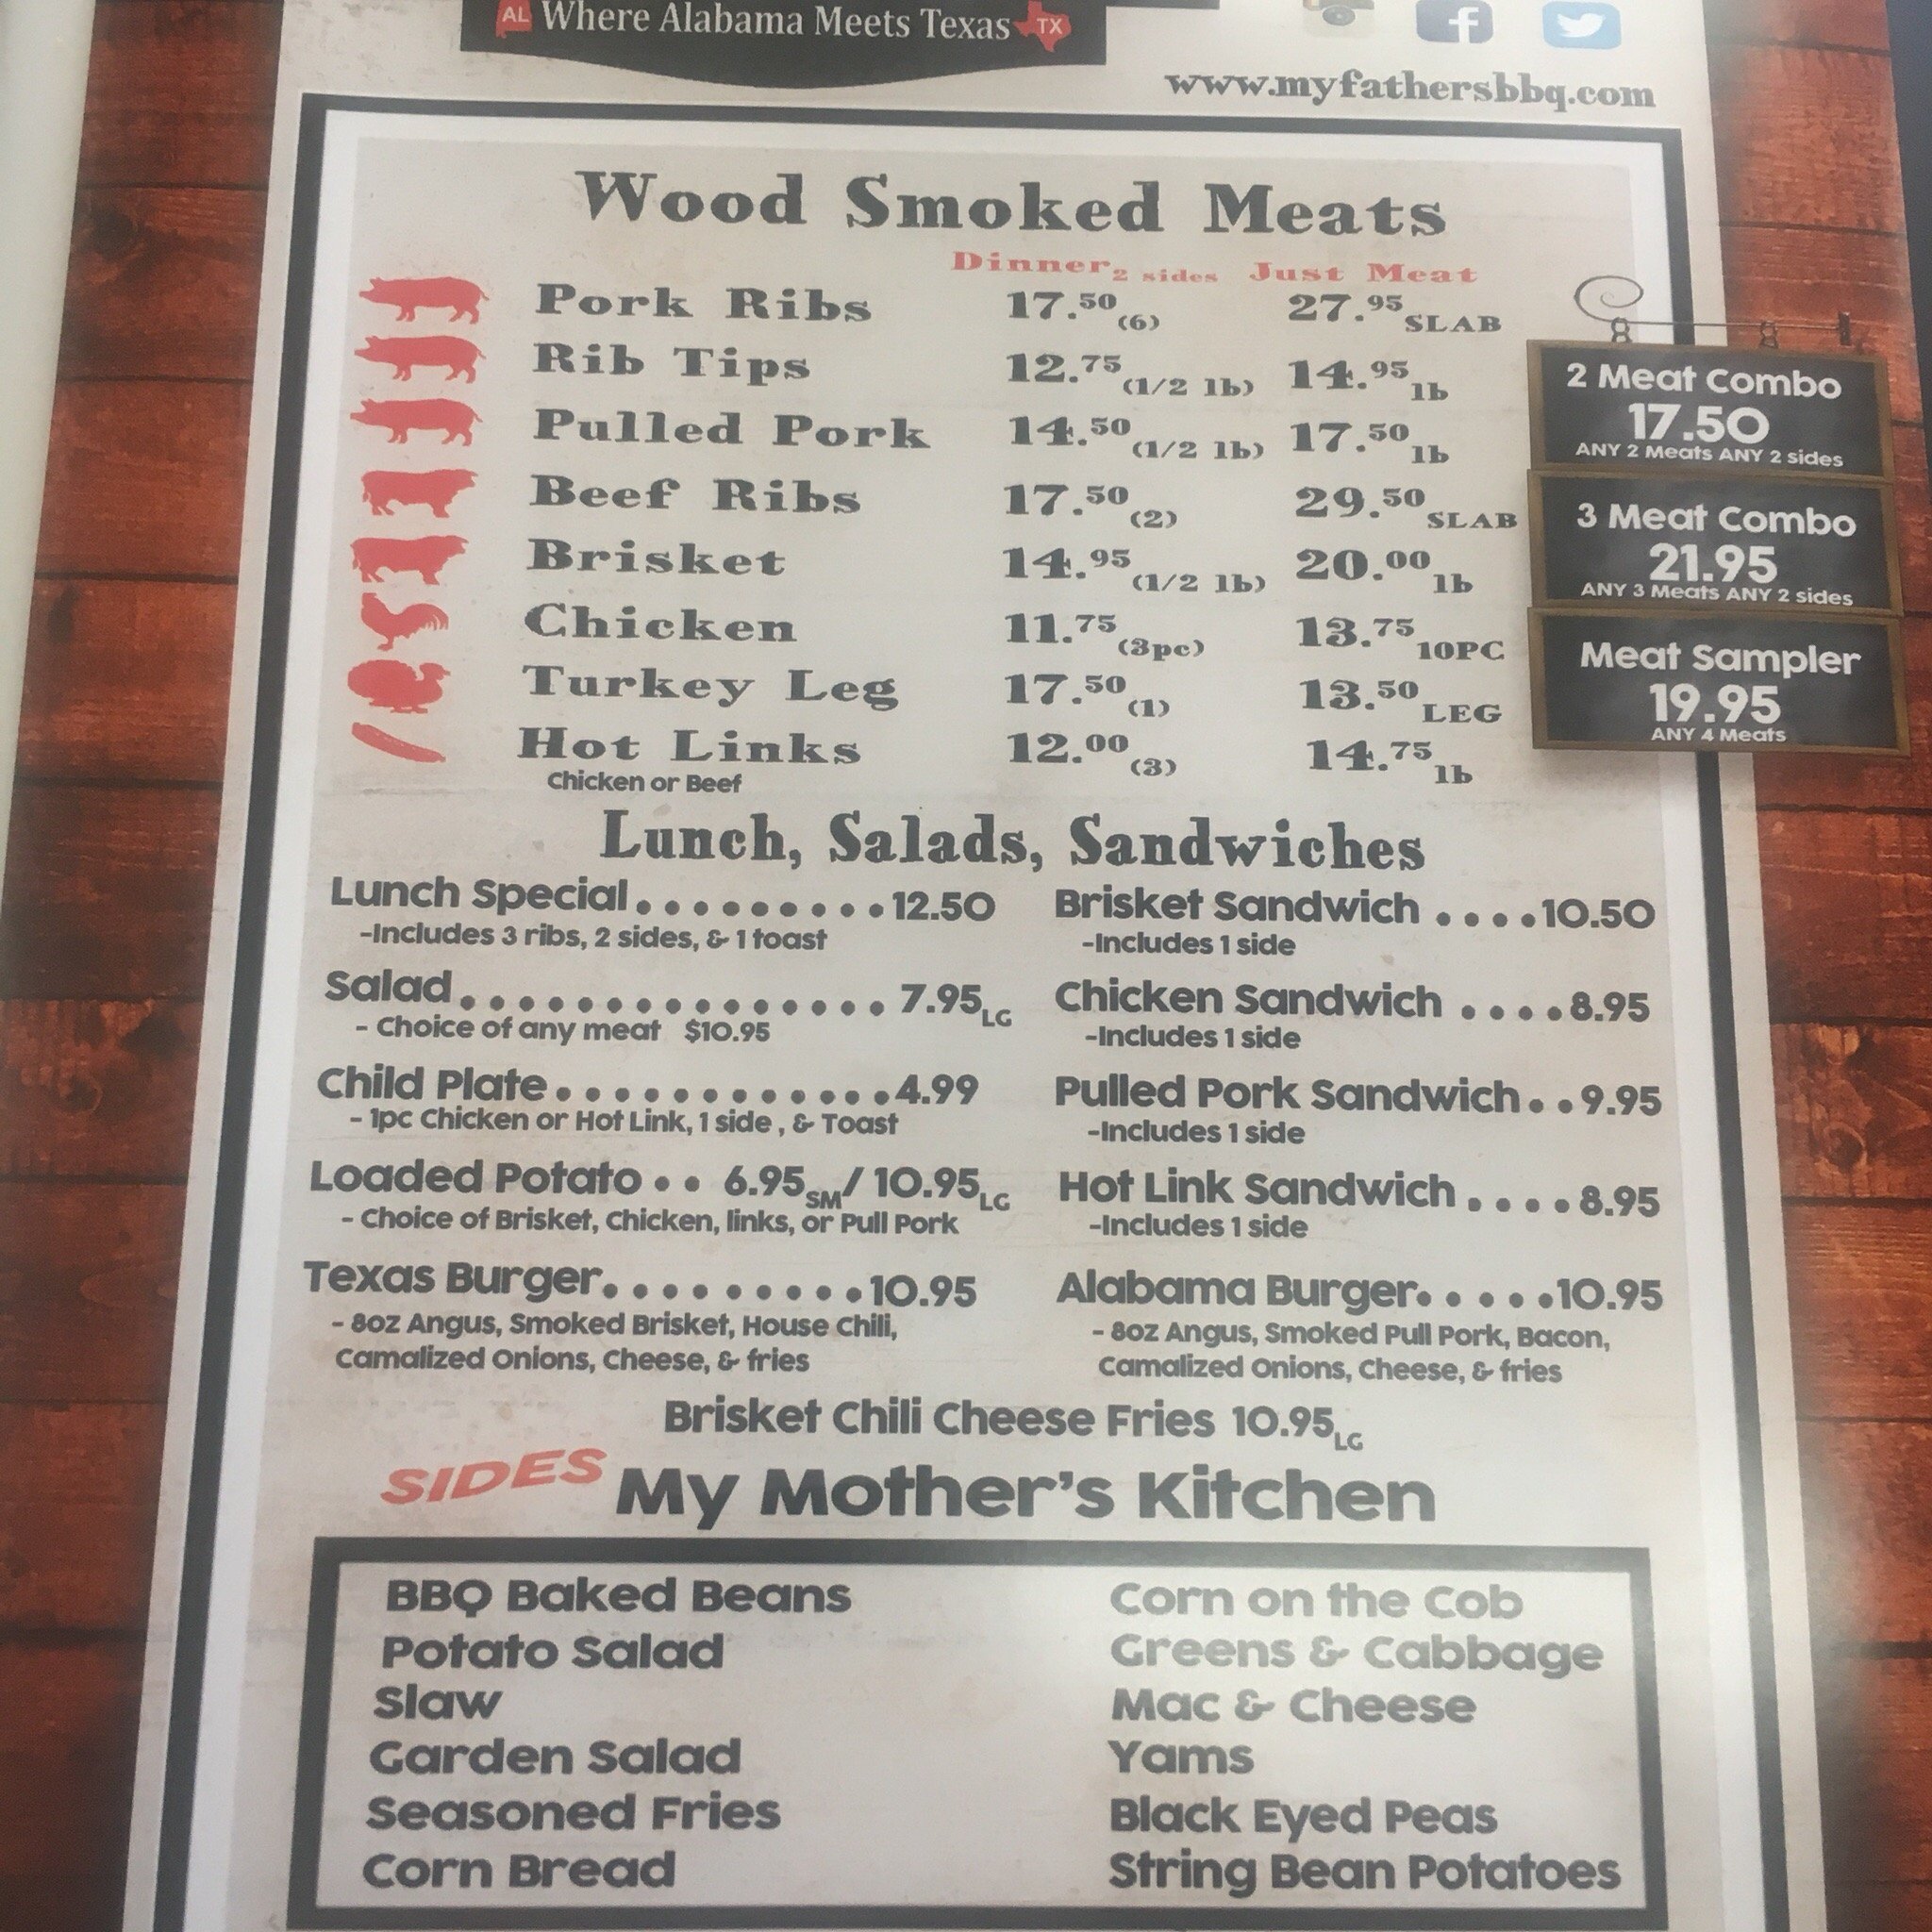 AL Where Alabama Meets Texas TX
www.myfathersbbq.com
Wood Smoked Meats
Dinner 2 sides Just Meat
Pork Ribs 17.50 (6) 27.95 SLAB
Rib Tips 12.75 (1/2 lb) 14.95 lb
Pulled Pork 14.50 (1/2 lb) 17.50 lb
Beef Ribs 17.50 (2) 29.50 SLAB
Brisket 14.95 (1/2 lb) 20.00 lb
Chicken 11.75 (3pc) 13.75 10PC
Turkey Leg 17.50 (1) 13.50 LEG
Hot Links 12.00 (3) 14.75 lb
Chicken or Beef
2 Meat Combo
17.50
ANY 2 Meats ANY 2 sides
3 Meat Combo
21.95
ANY 3 Meats ANY 2 sides
Meat Sampler
19.95
ANY 4 Meats
Lunch, Salads, Sandwiches
Lunch Special.........12.50
-Includes 3 ribs, 2 sides, & 1 toast
Salad............... 7.95 LG
- Choice of any meat $10.95
Child Plate............4.99
- 1pc Chicken or Hot Link, 1 side , & Toast
Loaded Potato .. 6.95 SM / 10.95 LG
- Choice of Brisket, Chicken, links, or Pull Pork
Texas Burger.........10.95
- 8oz Angus, Smoked Brisket, House Chili,
Camalized Onions, Cheese, & fries
Brisket Sandwich ....10.50
-Includes 1 side
Chicken Sandwich ....8.95
-Includes 1 side
Pulled Pork Sandwich..9.95
-Includes 1 side
Hot Link Sandwich ....8.95
-Includes 1 side
Alabama Burger.....10.95
- 8oz Angus, Smoked Pull Pork, Bacon,
Camalized Onions, Cheese, & fries
Brisket Chili Cheese Fries 10.95 LG
SIDES My Mother's Kitchen
BBQ Baked Beans
Potato Salad
Slaw
Garden Salad
Seasoned Fries
Corn Bread
Corn on the Cob
Greens & Cabbage
Mac & Cheese
Yams
Black Eyed Peas
String Bean Potatoes